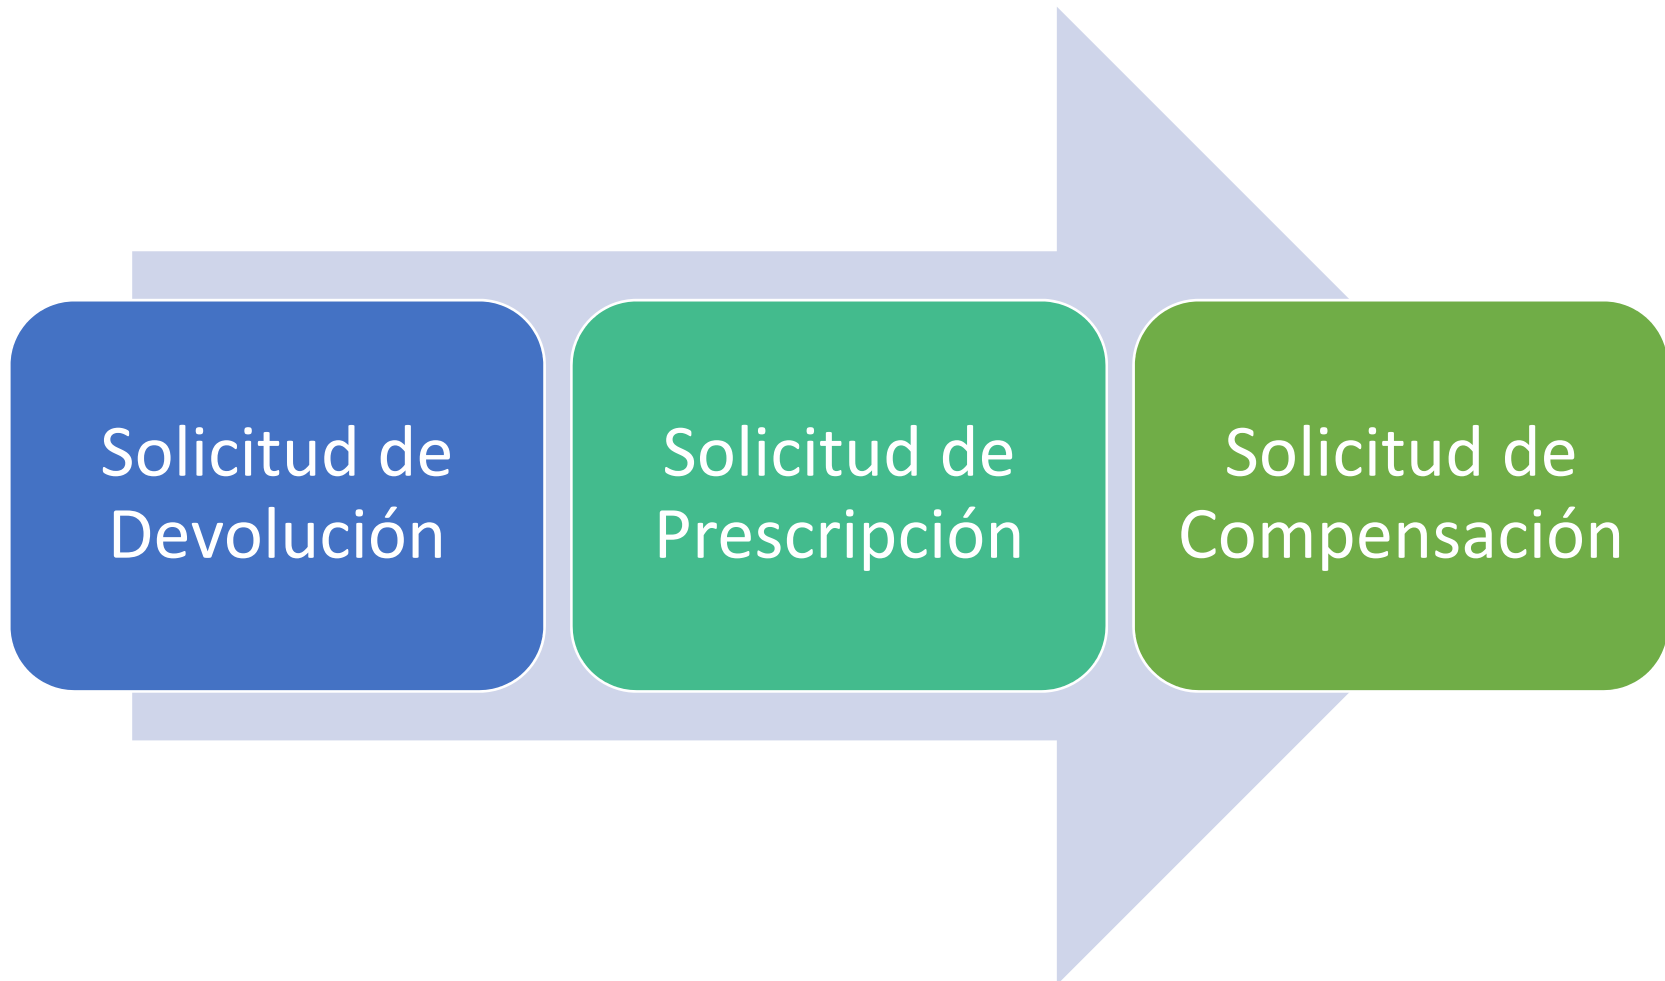 Solicitud de
Devolución
Solicitud de
Prescripción
Solicitud de
Compensación